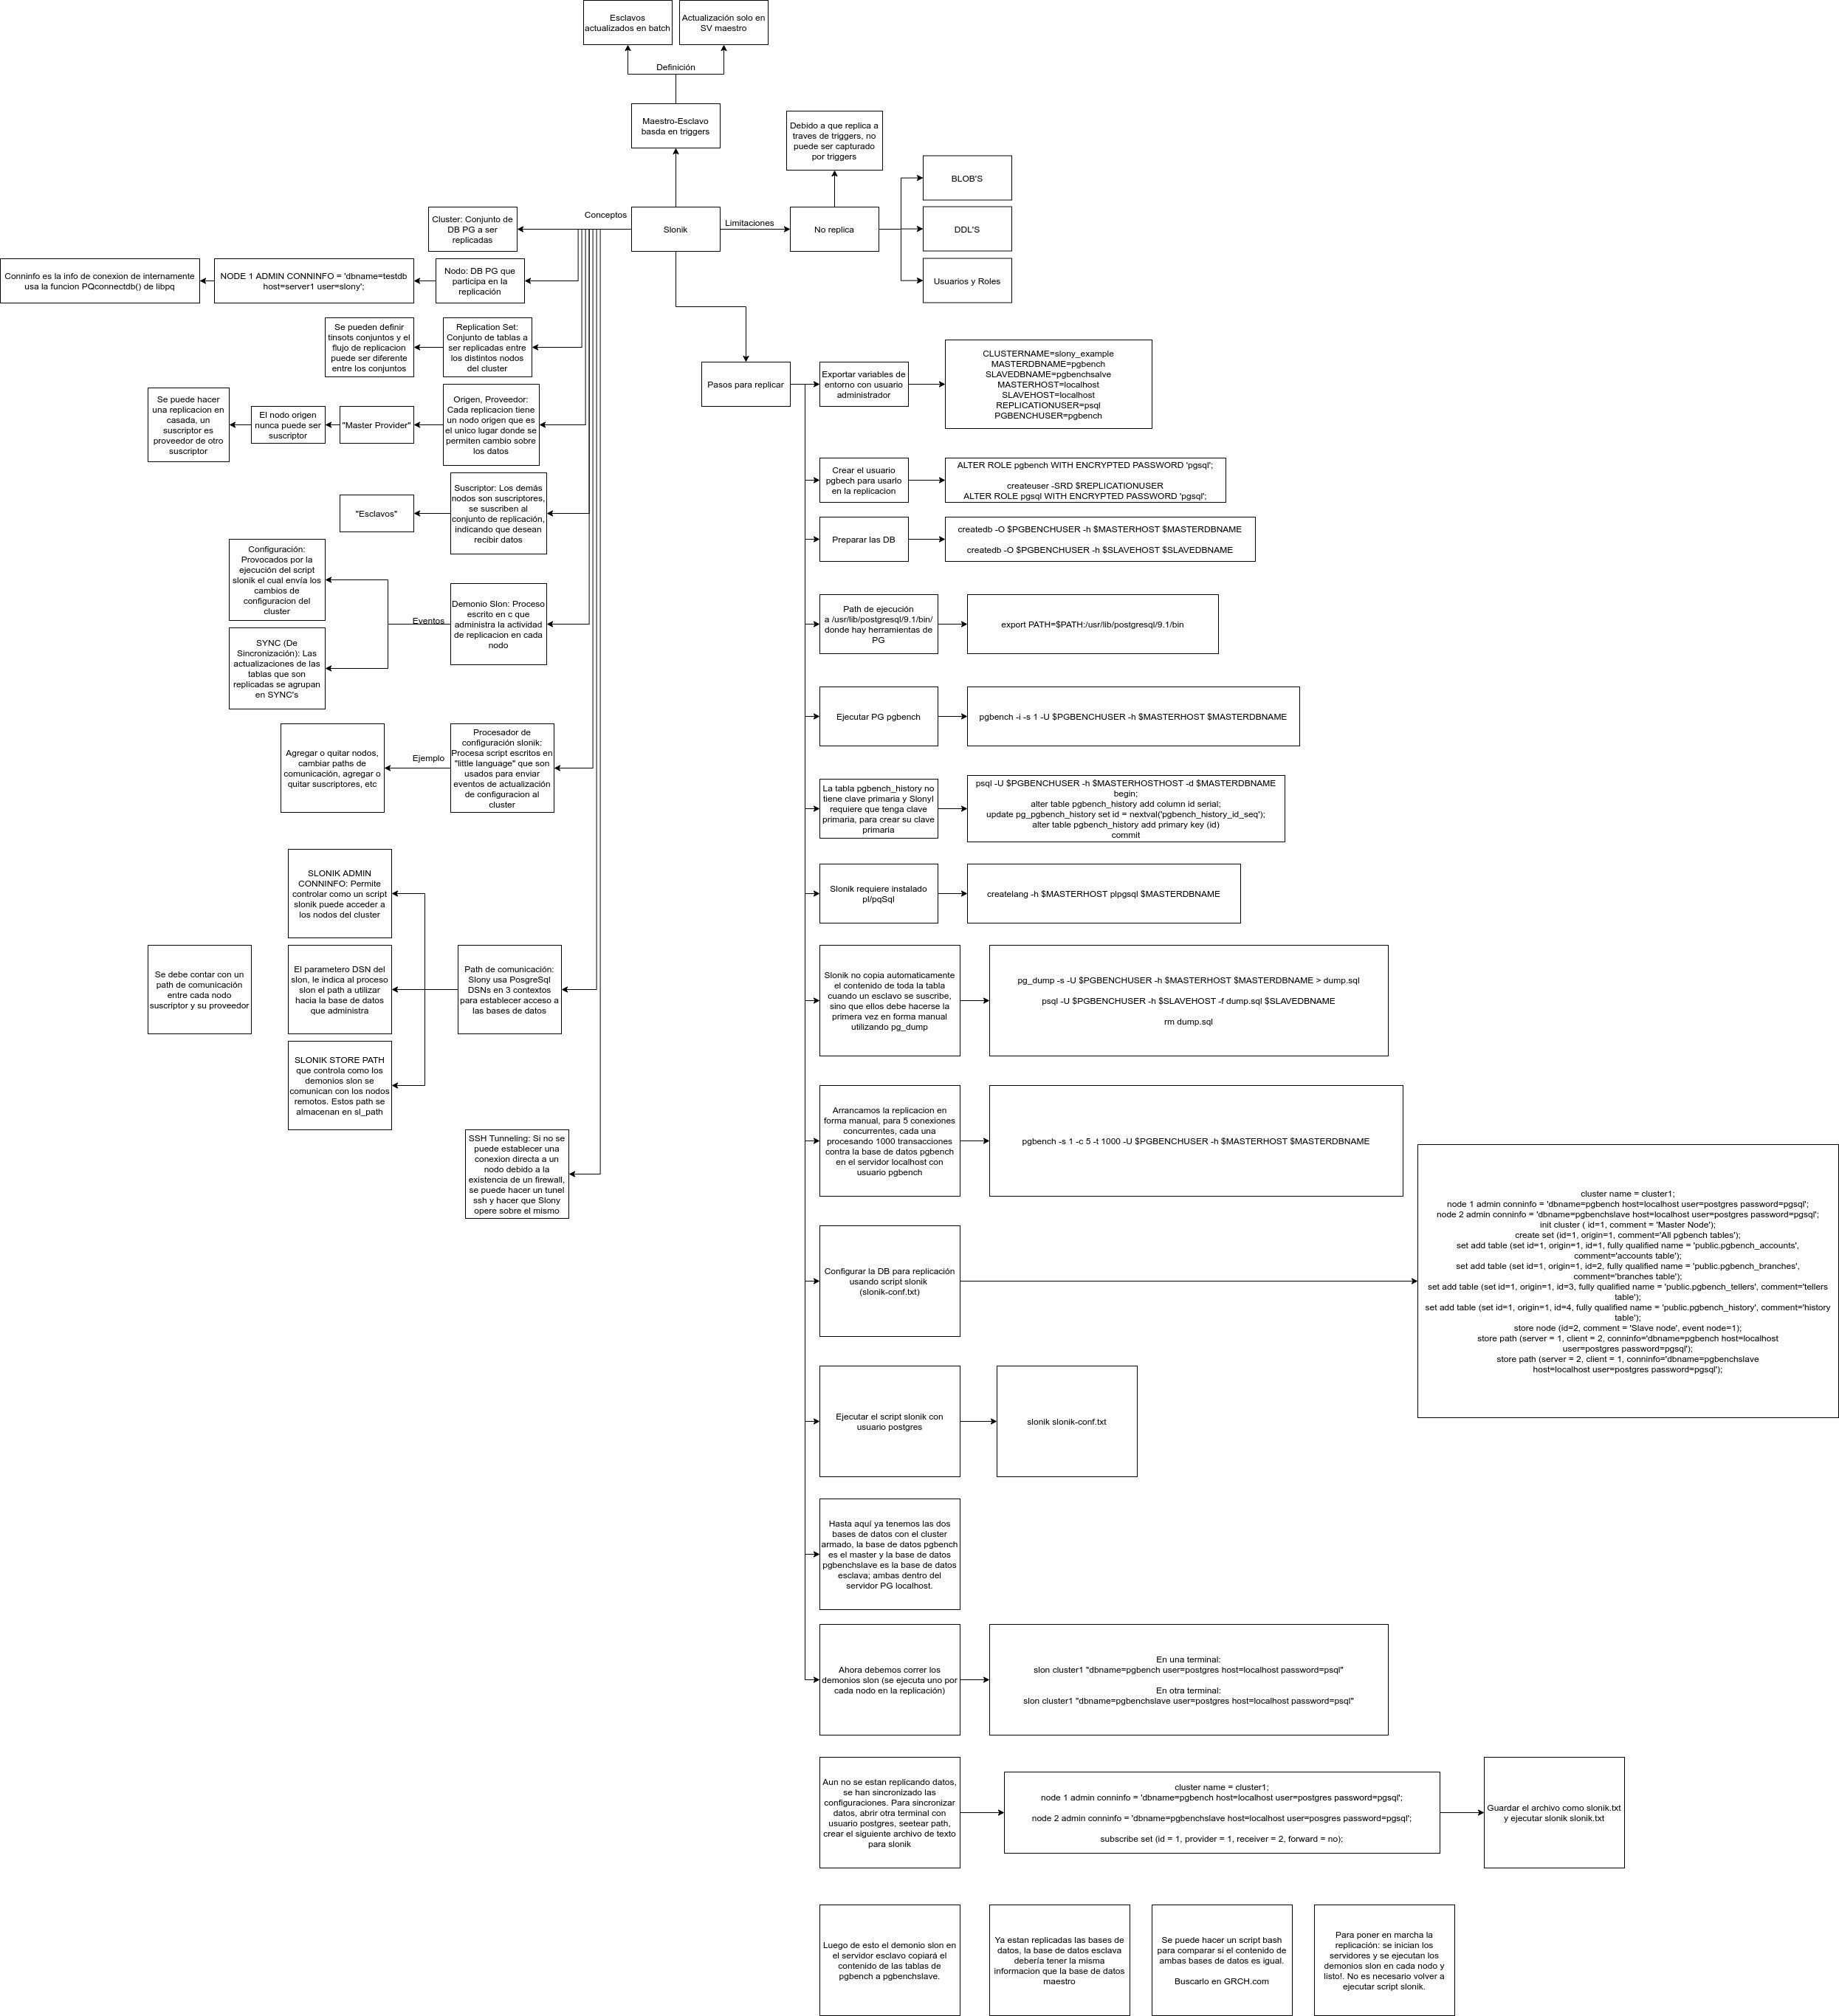 Esclavos
actualizados en batch
Actualización solo en
SV maestro
Definición
Maestro-Esclavo
basda en triggers
Debido a que replica a
traves de triggers, no
puede ser capturado
por triggers
BLOB'S
Conceptos
Cluster: Conjunto de
DB PG a ser
replicadas
Slonik
Limitaciones
No replica
DDL'S
Usuarios y Roles
Nodo: DB PG que
participa en la
replicación
NODE 1 ADMIN CONNINFO = 'dbname=testdb
host=server1 user=slony';
Conninfo es la info de conexion de internamente
usa la funcion PQconnectdb() de libpq
Replication Set:
Conjunto de tablas a
ser replicadas entre
los distintos nodos
del cluster
Se pueden definir
tinsots conjuntos y el
flujo de replicacion
puede ser diferente
entre los conjuntos
Origen, Proveedor:
Cada replicacion tiene
un nodo origen que es
el unico lugar donde se
permiten cambio sobre
los datos
"Master Provider"
El nodo origen
nunca puede ser
suscriptor
Se puede hacer
una replicacion en
casada, un
suscriptor es
proveedor de otro
suscriptor
Suscriptor: Los demás
nodos son suscriptores,
se suscriben al
conjunto de replicación,
indicando que desean
recibir datos
"Esclavos"
Demonio Slon: Proceso
escrito en c que
administra la actividad
de replicacion en cada
nodo
Eventos
Configuración:
Provocados por la
ejecución del script
slonik el cual envía los
cambios de
configuracion del
cluster
SYNC (De
Sincronización): Las
actualizaciones de las
tablas que son
replicadas se agrupan
en SYNC's
Procesador de
configuración slonik:
Procesa script escritos en
"little language" que son
usados para enviar
eventos de actualización
de configuracion al
cluster
Ejemplo
Agregar o quitar nodos,
cambiar paths de
comunicación, agregar o
quitar suscriptores, etc
SLONIK ADMIN
CONNINFO: Permite
controlar como un script
slonik puede acceder a
los nodos del cluster
Path de comunicación:
Slony usa PosgreSql
DSNs en 3 contextos
para establecer acceso a
las bases de datos
El parametero DSN del
slon, le indica al proceso
slon el path a utilizar
hacia la base de datos
que administra
Se debe contar con un
path de comunicación
entre cada nodo
suscriptor y su proveedor
SLONIK STORE PATH
que controla como los
demonios slon se
comunican con los nodos
remotos. Estos path se
almacenan en sl_path
SSH Tunneling: Si no se
puede establecer una
conexion directa a un
nodo debido a la
existencia de un firewall,
se puede hacer un tunel
ssh y hacer que Slony
opere sobre el mismo
Pasos para replicar
Exportar variables de
entorno con usuario
administrador
CLUSTERNAME=slony_example
MASTERDBNAME=pgbench
SLAVEDBNAME=pgbenchsalve
MASTERHOST=localhost
SLAVEHOST=localhost
REPLICATIONUSER=psql
PGBENCHUSER=pgbench
Crear el usuario
pgbech para usarlo
en la replicacion
ALTER ROLE pgbench WITH ENCRYPTED PASSWORD 'pgsql';
createuser -SRD $REPLICATIONUSER
ALTER ROLE pgsql WITH ENCRYPTED PASSWORD 'pgsql';
Preparar las DB
createdb -O $PGBENCHUSER -h $MASTERHOST $MASTERDBNAME
createdb -O $PGBENCHUSER -h $SLAVEHOST $SLAVEDBNAME
Path de ejecución
a /usr/lib/postgresql/9.1/bin/
donde hay herramientas de
PG
export PATH=$PATH:/usr/lib/postgresql/9.1/bin
Ejecutar PG pgbench
pgbench -i -s 1 -U $PGBENCHUSER -h $MASTERHOST $MASTERDBNAME
La tabla pgbench_history no
tiene clave primaria y SlonyI
requiere que tenga clave
primaria, para crear su clave
primaria
psql -U $PGBENCHUSER -h $MASTERHOSTHOST -d $MASTERDBNAME
begin;
alter table pgbench_history add column id serial;
update pg_pgbench_history set id = nextval('pgbench_history_id_seq');
alter table pgbench_history add primary key (id)
commit
Slonik requiere instalado
pl/pqSql
createlang -h $MASTERHOST plpgsql $MASTERDBNAME
Slonik no copia automaticamente
el contenido de toda la tabla
cuando un esclavo se suscribe,
sino que ellos debe hacerse la
primera vez en forma manual
utilizando pg_dump
pg_dump -s -U $PGBENCHUSER -h $MASTERHOST $MASTERDBNAME > dump.sql
psql -U $PGBENCHUSER -h $SLAVEHOST -f dump.sql $SLAVEDBNAME
rm dump.sql
Arrancamos la replicacion en
forma manual, para 5 conexiones
concurrentes, cada una
procesando 1000 transacciones
contra la base de datos pgbench
en el servidor localhost con
usuario pgbench
pgbench -s 1 -c 5 -t 1000 -U $PGBENCHUSER -h $MASTERHOST $MASTERDBNAME
Configurar la DB para replicación
usando script slonik
(slonik-conf.txt)
cluster name = cluster1;
node 1 admin conninfo = 'dbname=pgbench host=localhost user=postgres password=pgsql';
node 2 admin conninfo = 'dbname=pgbenchslave host=localhost user=postgres password=pgsql';
init cluster ( id=1, comment = 'Master Node');
create set (id=1, origin=1, comment='All pgbench tables');
set add table (set id=1, origin=1, id=1, fully qualified name = 'public.pgbench_accounts',
comment='accounts table');
set add table (set id=1, origin=1, id=2, fully qualified name = 'public.pgbench_branches',
comment='branches table');
set add table (set id=1, origin=1, id=3, fully qualified name = 'public.pgbench_tellers', comment='tellers
table');
set add table (set id=1, origin=1, id=4, fully qualified name = 'public.pgbench_history', comment='history
table');
store node (id=2, comment = 'Slave node', event node=1);
store path (server = 1, client = 2, conninfo='dbname=pgbench host=localhost
user=postgres password=pgsql');
store path (server = 2, client = 1, conninfo='dbname=pgbenchslave
host=localhost user=postgres password=pgsql');
Ejecutar el script slonik con
usuario postgres
slonik slonik-conf.txt
Hasta aquí ya tenemos las dos
bases de datos con el cluster
armado, la base de datos pgbench
es el master y la base de datos
pgbenchslave es la base de datos
esclava; ambas dentro del
servidor PG localhost.
Ahora debemos correr los
demonios slon (se ejecuta uno por
cada nodo en la replicación)
En una terminal:
slon cluster1 "dbname=pgbench user=postgres host=localhost password=psql"
En otra terminal:
slon cluster1 "dbname=pgbenchslave user=postgres host=localhost password=psql"
Aun no se estan replicando datos,
se han sincronizado las
configuraciones. Para sincronizar
datos, abrir otra terminal con
usuario postgres, seetear path,
crear el siguiente archivo de texto
para slonik
cluster name = cluster1;
node 1 admin conninfo = 'dbname=pgbench host=localhost user=postgres password=pgsql';
node 2 admin conninfo = 'dbname=pgbenchslave host=localhost user=posgres password=pgsql';
subscribe set (id = 1, provider = 1, receiver = 2, forward = no);
Guardar el archivo como slonik.txt
y ejecutar slonik slonik.txt
Luego de esto el demonio slon en
el servidor esclavo copiará el
contenido de las tablas de
pgbench a pgbenchslave.
Ya estan replicadas las bases de
datos, la base de datos esclava
debería tener la misma
informacion que la base de datos
maestro
Se puede hacer un script bash
para comparar si el contenido de
ambas bases de datos es igual.
Buscarlo en GRCH.com
Para poner en marcha la
replicación: se inician los
servidores y se ejecutan los
demonios slon en cada nodo y
listo!. No es necesario volver a
ejecutar script slonik.